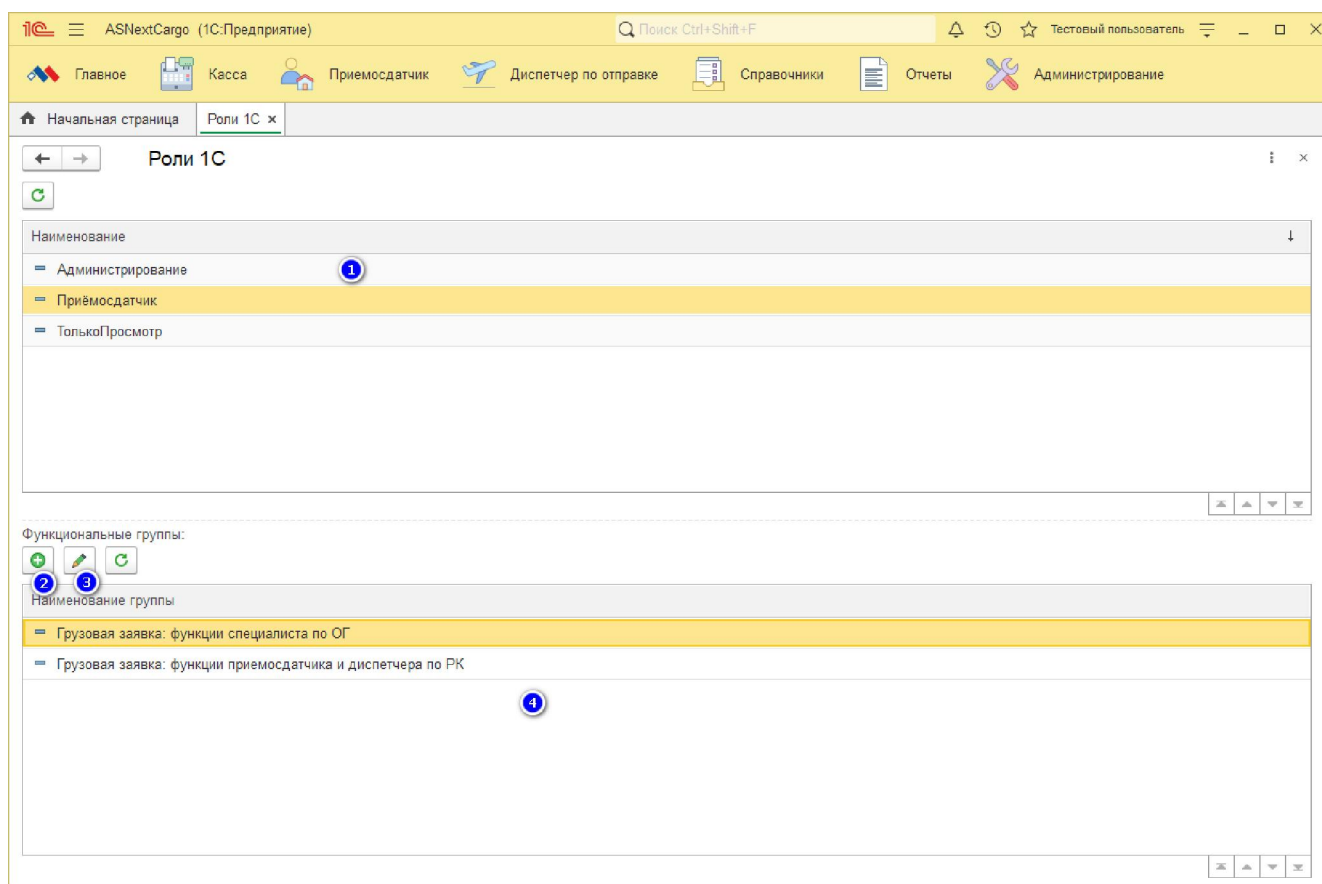 ASNextCargo (1С:Предприятие)
Поиск Ctrl+Shift+F
Тестовый пользователь
Главное
Касса
Приемосдатчик
Диспетчер по отправке
Справочники
Отчеты
Администрирование
Начальная страница
Роли 1С
Роли 1С
Наименование
Администрирование
1
Приёмосдатчик
ТолькоПросмотр
Функциональные группы:
2
3
Наименование группы
Грузовая заявка: функции специалиста по ОГ
Грузовая заявка: функции приемосдатчика и диспетчера по РК
4